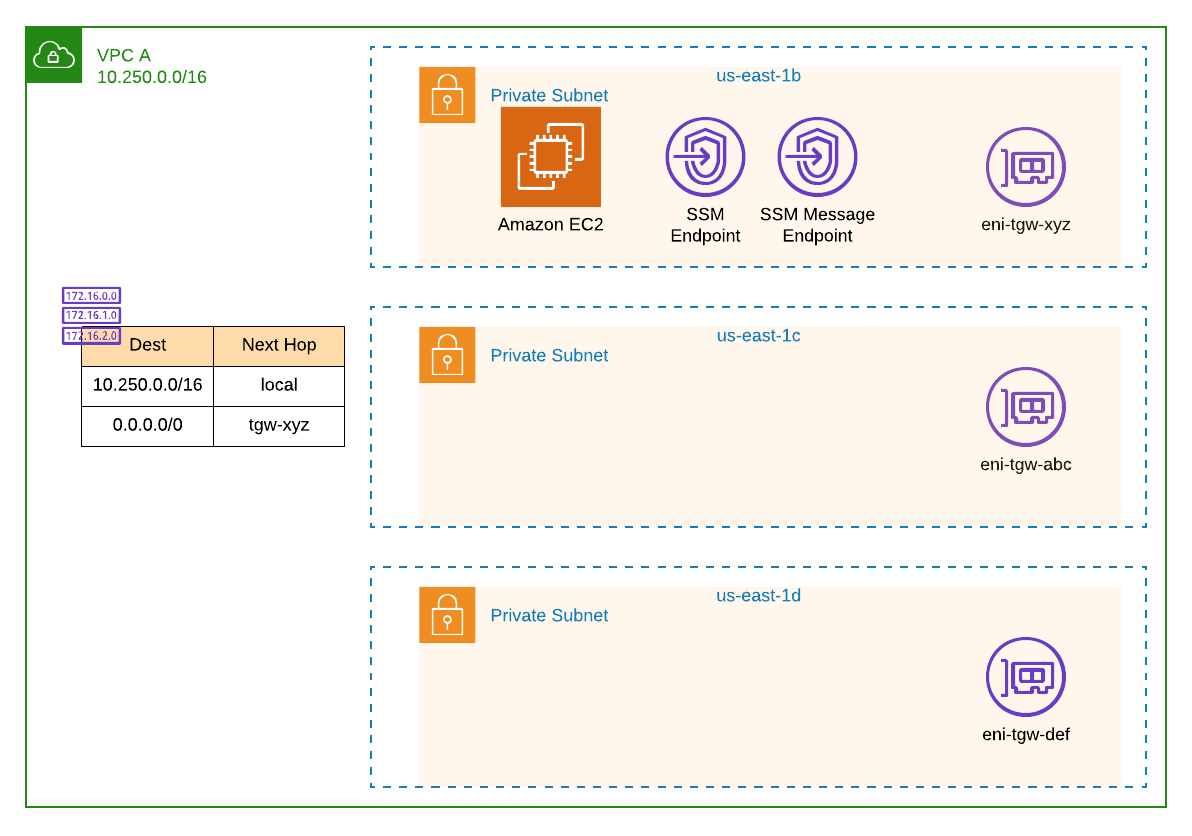 VPC A
10.250.0.0/16
us-east-1b
Private Subnet
Amazon EC2
SSM
Endpoint
SSM Message
Endpoint
eni-tgw-xyz
172.16.0.0
172.16.1.0
172.16.2.0
Dest Next Hop
10.250.0.0/16 local
0.0.0.0/0 tgw-xyz
us-east-1c
Private Subnet
eni-tgw-abc
us-east-1d
Private Subnet
eni-tgw-def